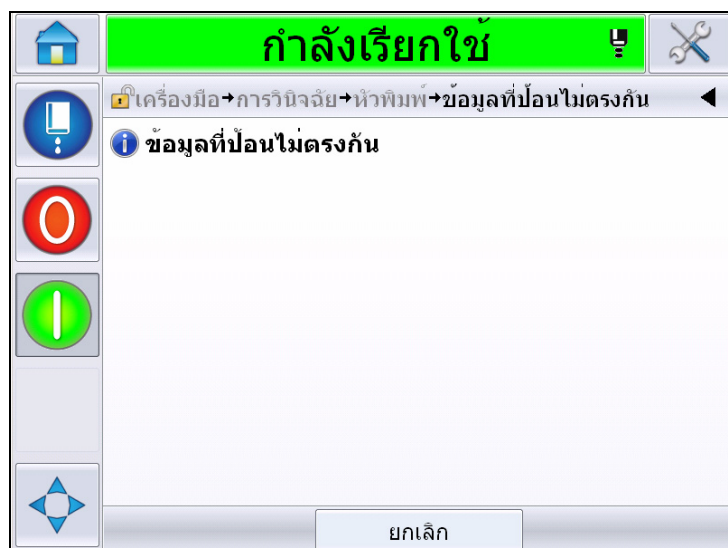 กำลังเรียกใช้
เครื่องมือ→การวินิจฉัย→หัวพิมพ์→ข้อมูลที่ป้อนไม่ตรงกัน
ข้อมูลที่ป้อนไม่ตรงกัน
ยกเลิก